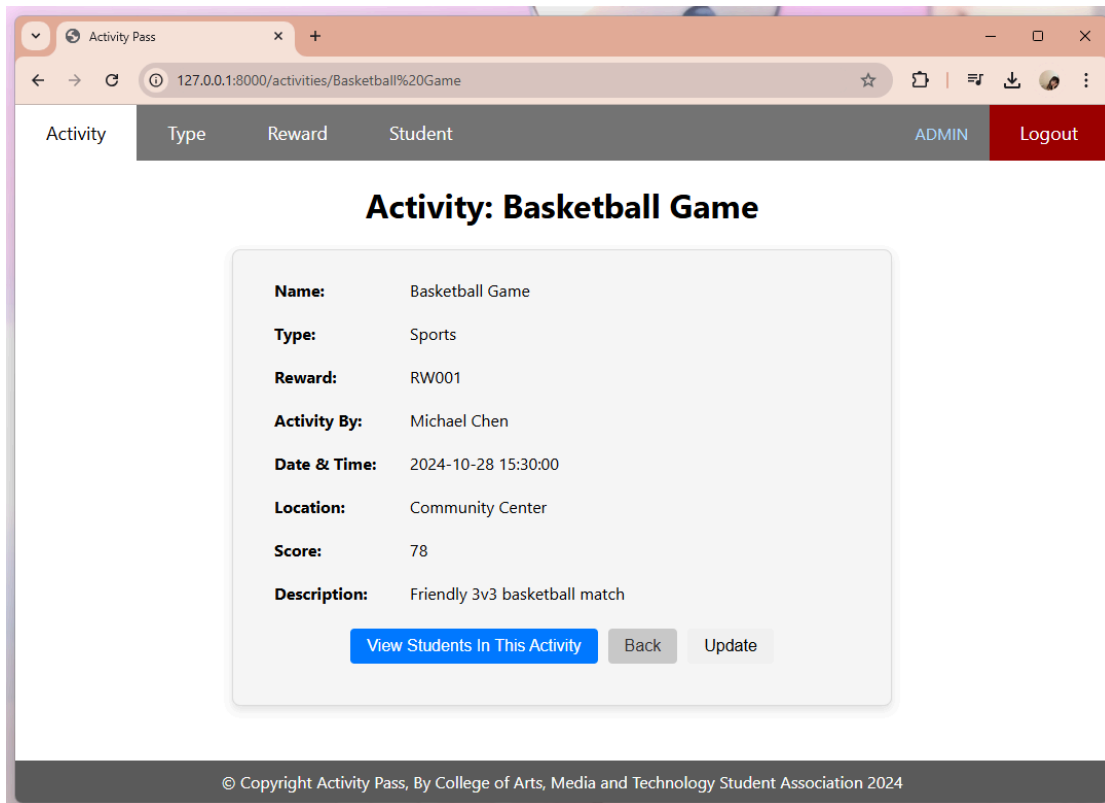 Activity Pass
127.0.0.1:8000/activities/Basketball%20Game
Activity Type Reward Student ADMIN Logout
Activity: Basketball Game
Name: Basketball Game
Type: Sports
Reward: RW001
Activity By: Michael Chen
Date & Time: 2024-10-28 15:30:00
Location: Community Center
Score: 78
Description: Friendly 3v3 basketball match
View Students In This Activity Back Update
© Copyright Activity Pass, By College of Arts, Media and Technology Student Association 2024